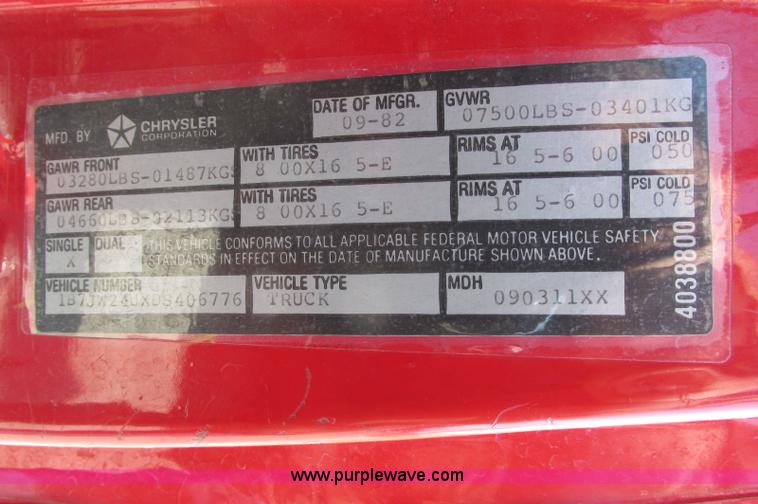 MFD. BY CHRYSLER CORPORATION
DATE OF MFGR. GVWR
09-82 07500LBS-03401KG
GAWR FRONT WITH TIRES RIMS AT PSI COLD
03280LBS-01487KGS 8 00X16 5-E 16 5-6 00 050
GAWR REAR WITH TIRES RIMS AT PSI COLD
04660LBS-02113KGS 8 00X16 5-E 16 5-6 00 075
SINGLE DUAL THIS VEHICLE CONFORMS TO ALL APPLICABLE FEDERAL MOTOR VEHICLE SAFETY
X STANDARDS IN EFFECT ON THE DATE OF MANUFACTURE SHOWN ABOVE.
VEHICLE NUMBER VEHICLE TYPE MDH
1B7JW24UXDS406776 TRUCK 090311XX
4038800
www.purplewave.com